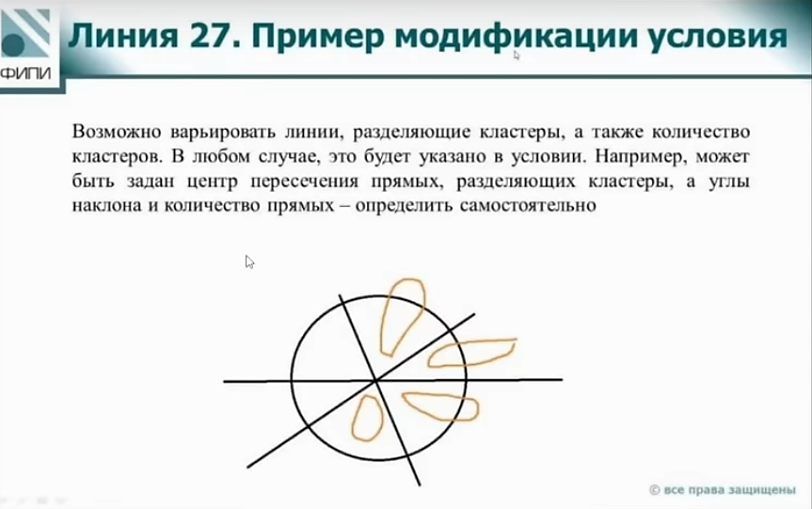 Линия 27. Пример модификации условия
ФИПИ
Возможно варьировать линии, разделяющие кластеры, а также количество
кластеров. В любом случае, это будет указано в условии. Например, может
быть задан центр пересечения прямых, разделяющих кластеры, а углы
наклона и количество прямых – определить самостоятельно
© все права защищены